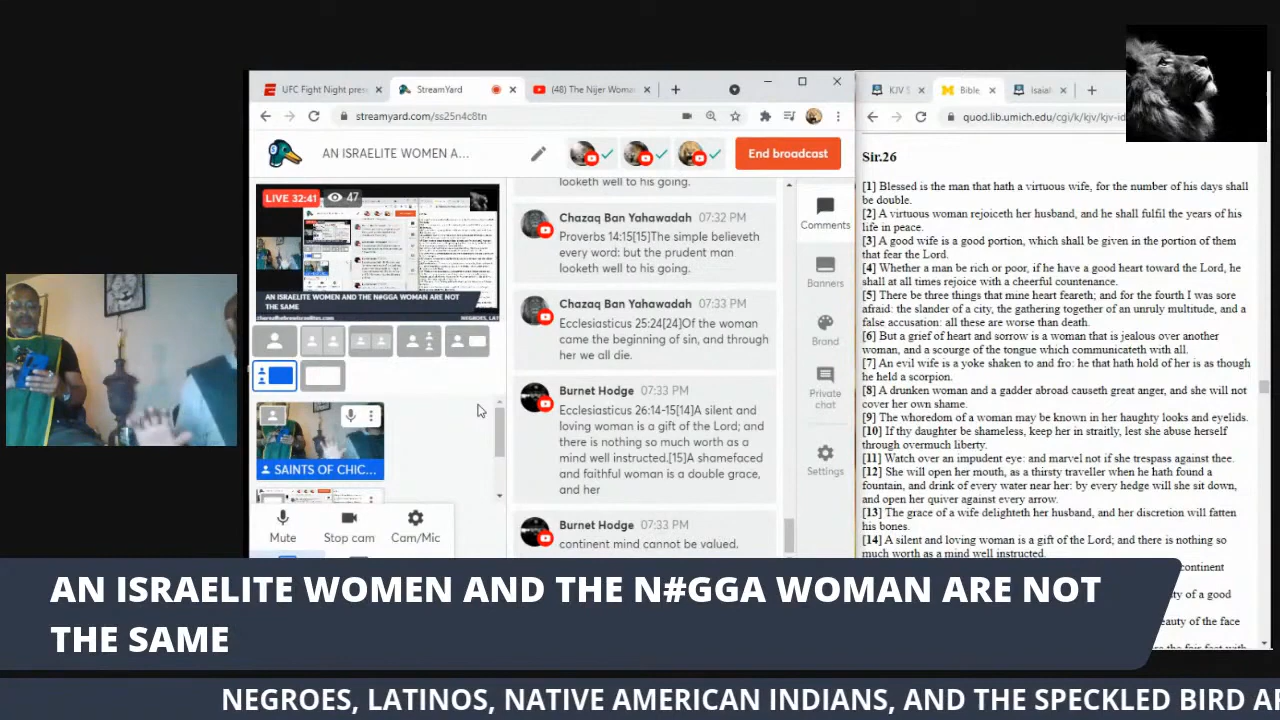 UFC Fight Night pres
StreamYard
(48) The Nijer Woma
streamyard.com/ss25n4c8tn
AN ISRAELITE WOMEN A...
End broadcast
LIVE 32:41
47
AN ISRAELITE WOMEN AND THE N#GGA WOMAN ARE NOT
THE SAME
SAINTS OF CHIC...
Mute
Stop cam
Cam/Mic
looketh well to his going.
Chazaq Ban Yahawadah 07:32 PM
Proverbs 14:15[15]The simple believeth
every word: but the prudent man
looketh well to his going.
Chazaq Ban Yahawadah 07:33 PM
Ecclesiasticus 25:24[24]Of the woman
came the beginning of sin, and through
her we all die.
Burnet Hodge 07:33 PM
Ecclesiasticus 26:14-15[14]A silent and
loving woman is a gift of the Lord; and
there is nothing so much worth as a
mind well instructed.[15]A shamefaced
and faithful woman is a double grace,
and her
Burnet Hodge 07:33 PM
continent mind cannot be valued.
Comments
Banners
Brand
Private
chat
Settings
KJV S
Bible
Isaial
quod.lib.umich.edu/cgi/k/kjv/kjv-id
Sir.26
[1] Blessed is the man that hath a virtuous wife, for the number of his days shall
be double.
[2] A virtuous woman rejoiceth her husband, and he shall fulfil the years of his
life in peace.
[3] A good wife is a good portion, which shall be given in the portion of them
that fear the Lord.
[4] Whether a man be rich or poor, if he have a good heart toward the Lord, he
shall at all times rejoice with a cheerful countenance.
[5] There be three things that mine heart feareth; and for the fourth I was sore
afraid: the slander of a city, the gathering together of an unruly multitude, and a
false accusation: all these are worse than death.
[6] But a grief of heart and sorrow is a woman that is jealous over another
woman, and a scourge of the tongue which communicateth with all.
[7] An evil wife is a yoke shaken to and fro: he that hath hold of her is as though
he held a scorpion.
[8] A drunken woman and a gadder abroad causeth great anger, and she will not
cover her own shame.
[9] The whoredom of a woman may be known in her haughty looks and eyelids.
[10] If thy daughter be shameless, keep her in straitly, lest she abuse herself
through overmuch liberty.
[11] Watch over an impudent eye: and marvel not if she trespass against thee.
[12] She will open her mouth, as a thirsty traveller when he hath found a
fountain, and drink of every water near her: by every hedge will she sit down,
and open her quiver against every arrow.
[13] The grace of a wife delighteth her husband, and her discretion will fatten
his bones.
[14] A silent and loving woman is a gift of the Lord; and there is nothing so
much worth as a mind well instructed.
continent
ty of a good
eauty of the face
AN ISRAELITE WOMEN AND THE N#GGA WOMAN ARE NOT
THE SAME
NEGROES, LATINOS, NATIVE AMERICAN INDIANS, AND THE SPECKLED BIRD AR